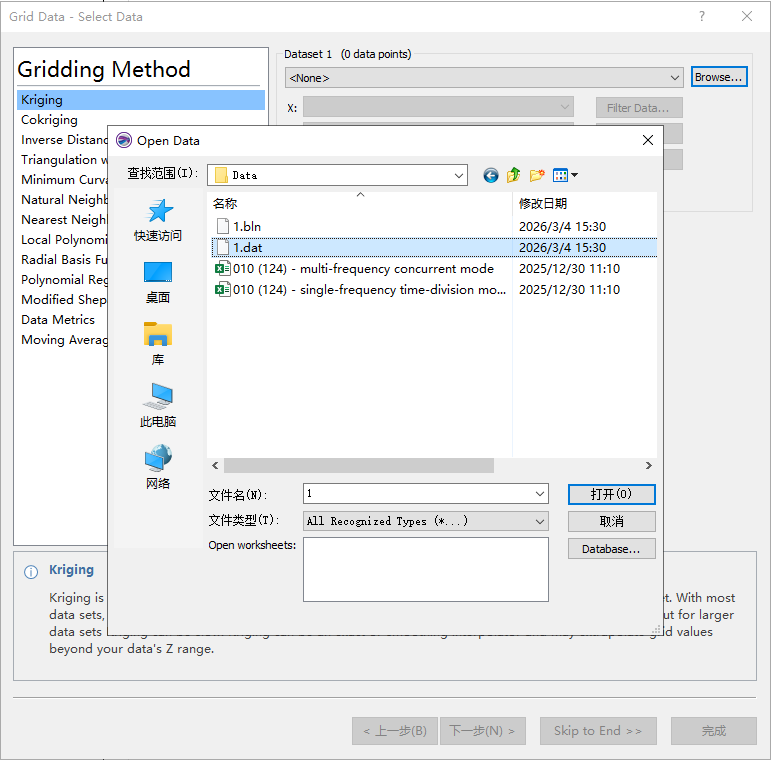 Grid Data - Select Data
?
Gridding Method
Kriging
Cokriging
Inverse Distanc
Triangulation w
Minimum Curva
Natural Neighb
Nearest Neighb
Local Polynomi
Radial Basis Fu
Polynomial Reg
Modified Shep
Data Metrics
Moving Averag
Dataset 1 (0 data points)
<None>
Browse...
X:
Filter Data...
Open Data
查找范围(I):
Data
快速访问
桌面
库
此电脑
网络
名称 修改日期
1.bln 2026/3/4 15:30
1.dat 2026/3/4 15:30
010 (124) - multi-frequency concurrent mode 2025/12/30 11:10
010 (124) - single-frequency time-division mo... 2025/12/30 11:10
文件名(N): 1 打开(O)
文件类型(T): All Recognized Types (*...) 取消
Open worksheets: Database...
Kriging
Kriging is t. With most
data sets, ut for larger
data sets grid values
beyond your data's Z range.
< 上一步(B) 下一步(N) > Skip to End >> 完成